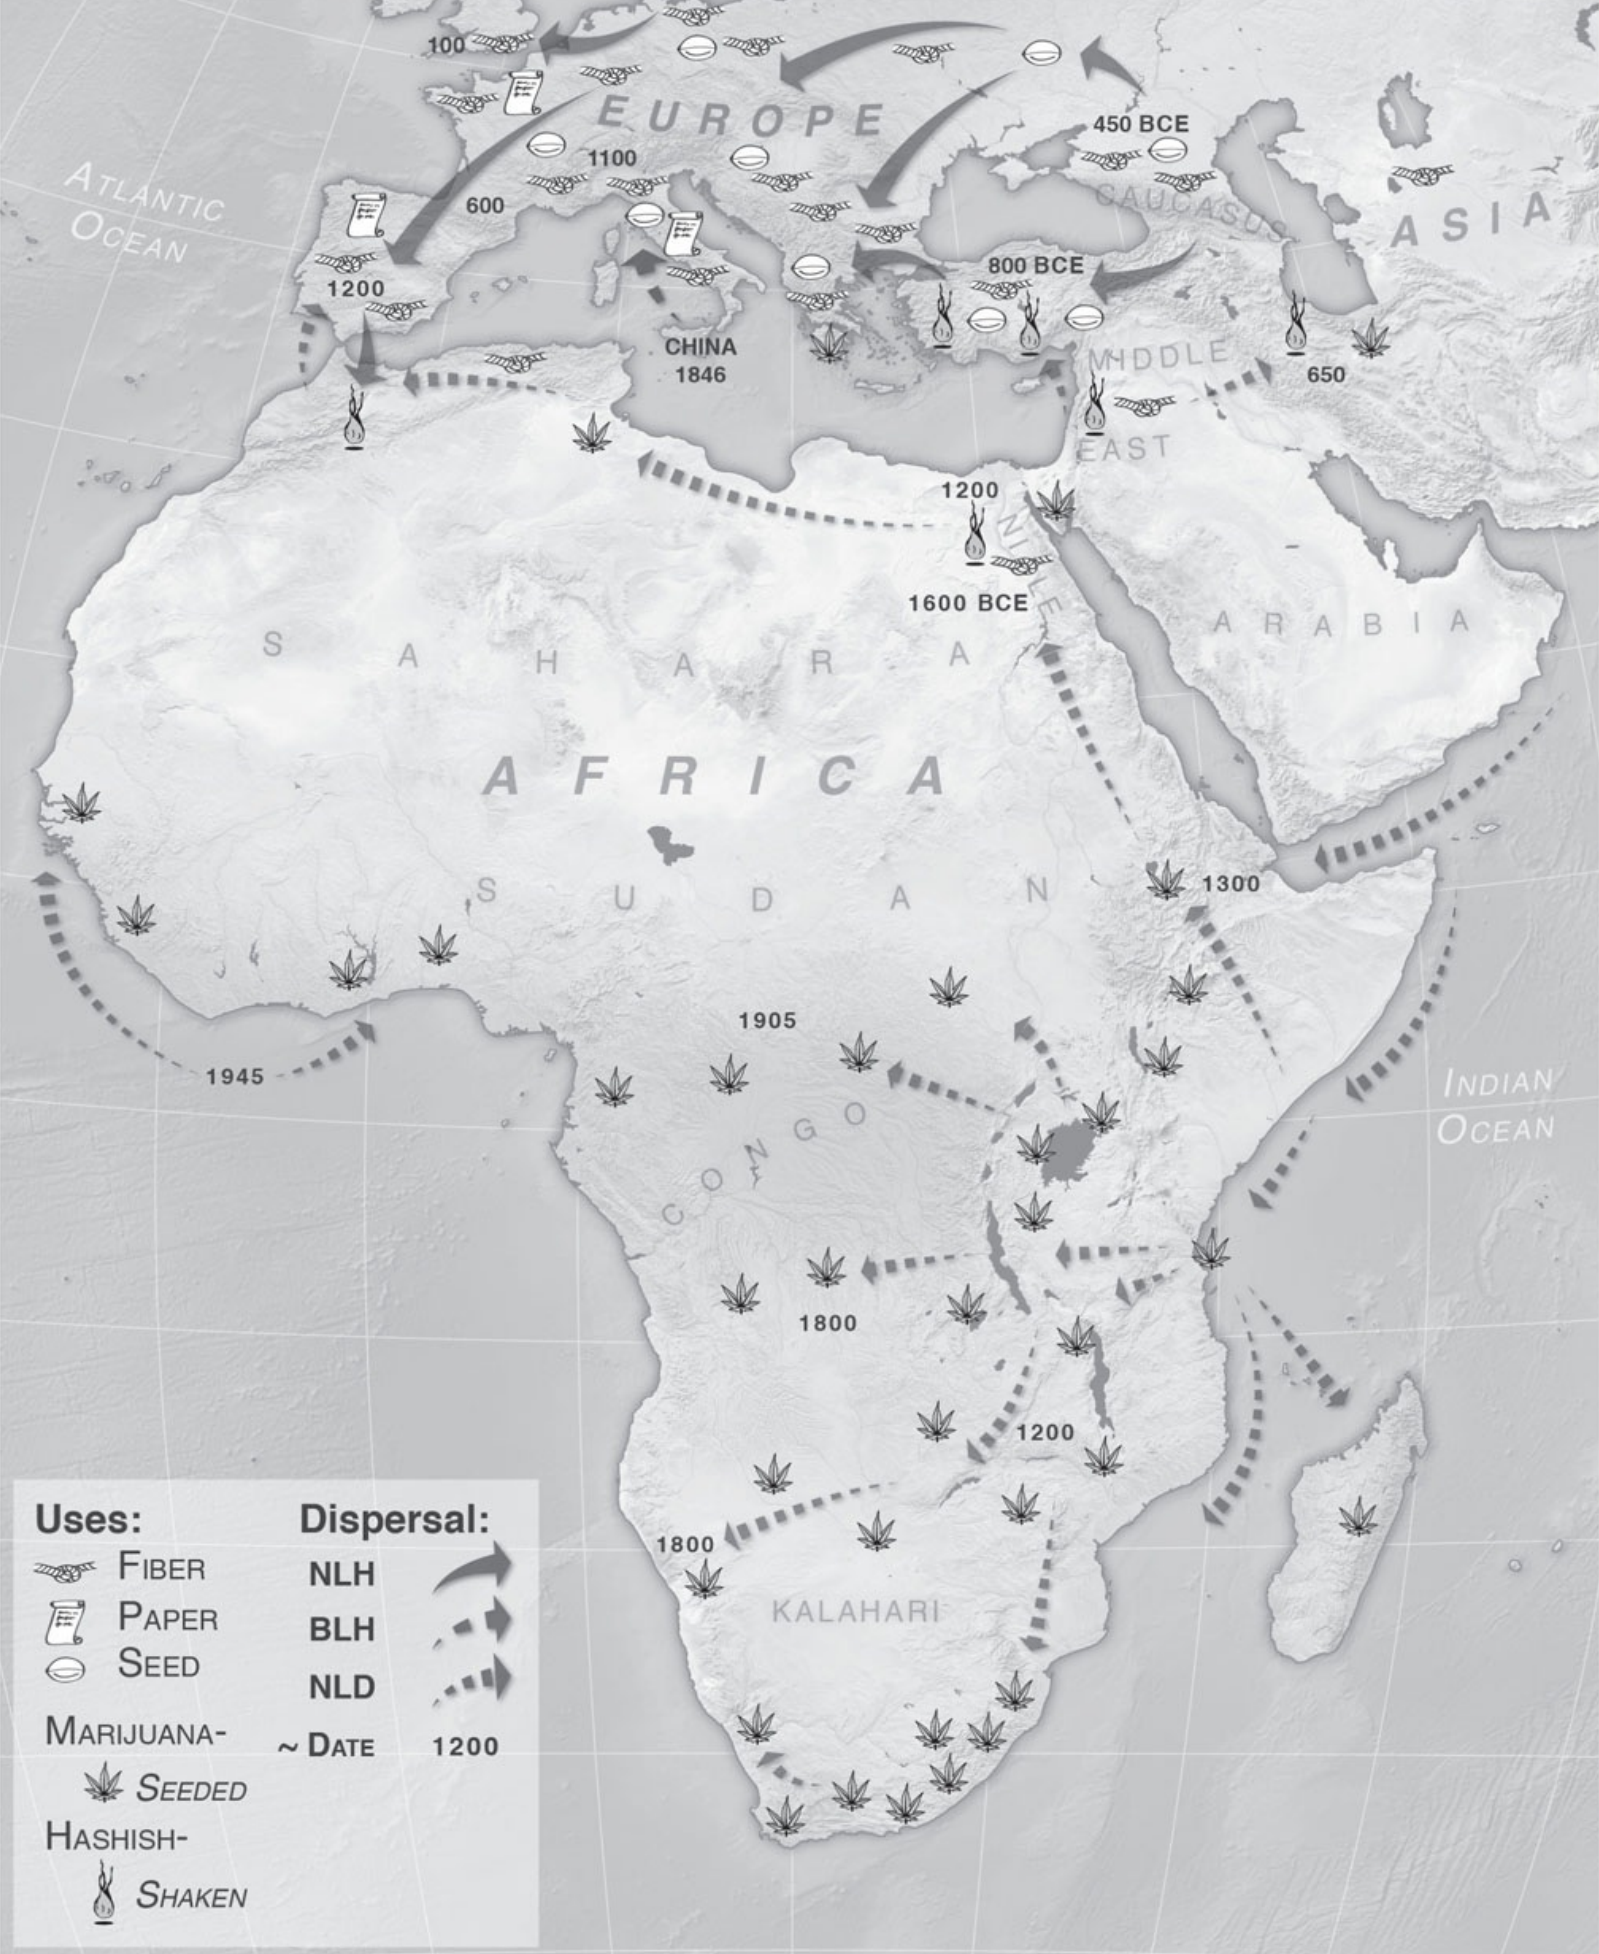 100
EUROPE
450 BCE
1100
ATLANTIC
OCEAN
600
CAUCASUS
ASIA
800 BCE
1200
CHINA
1846
MIDDLE
EAST
650
1200
NILE
1600 BCE
ARABIA
SAHARA
AFRICA
1300
SUDAN
1905
1945
INDIAN
OCEAN
CONGO
1800
1200
1800
KALAHARI
Uses:
FIBER
PAPER
SEED
MARIJUANA-
SEEDED
HASHISH-
SHAKEN
Dispersal:
NLH
BLH
NLD
~ DATE 1200